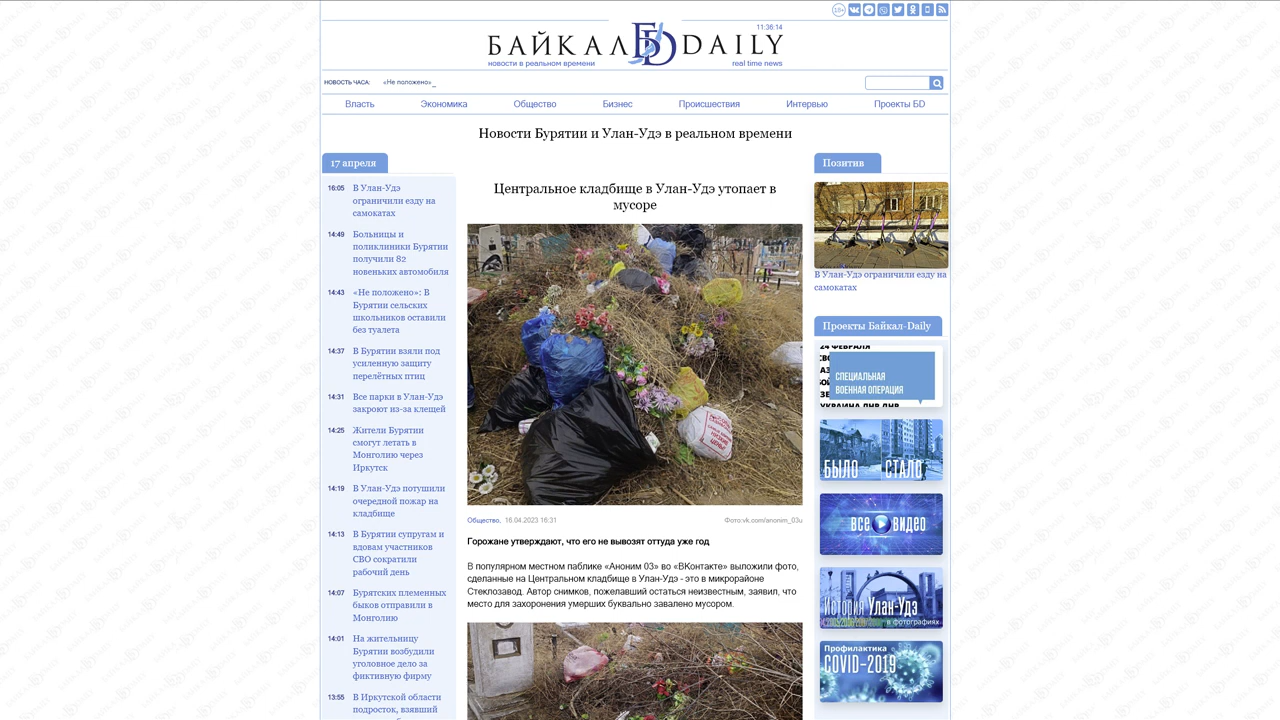 18+
11:36:14
БАЙКАЛ БD DAILY
новости в реальном времени
real time news
НОВОСТЬ ЧАСА:
«Не положено»_
Власть
Экономика
Общество
Бизнес
Происшествия
Интервью
Проекты БD
Новости Бурятии и Улан-Удэ в реальном времени
17 апреля
16:05
В Улан-Удэ
ограничили езду на
самокатах
14:49
Больницы и
поликлиники Бурятии
получили 82
новеньких автомобиля
14:43
«Не положено»: В
Бурятии сельских
школьников оставили
без туалета
14:37
В Бурятии взяли под
усиленную защиту
перелётных птиц
14:31
Все парки в Улан-Удэ
закроют из-за клещей
14:25
Жители Бурятии
смогут летать в
Монголию через
Иркутск
14:19
В Улан-Удэ потушили
очередной пожар на
кладбище
14:13
В Бурятии супругам и
вдовам участников
СВО сократили
рабочий день
14:07
Бурятских племенных
быков отправили в
Монголию
14:01
На жительницу
Бурятии возбудили
уголовное дело за
фиктивную фирму
13:55
В Иркутской области
подросток, взявший
Центральное кладбище в Улан-Удэ утопает в
мусоре
Общество, 16.04.2023 16:31
Фото:vk.com/anonim_03u
Горожане утверждают, что его не вывозят оттуда уже год
В популярном местном паблике «Аноним 03» во «ВКонтакте» выложили фото,
сделанные на Центральном кладбище в Улан-Удэ - это в микрорайоне
Стеклозавод. Автор снимков, пожелавший остаться неизвестным, заявил, что
место для захоронения умерших буквально завалено мусором.
Позитив
В Улан-Удэ ограничили езду на
самокатах
Проекты Байкал-Daily
24 ФЕВРАЛЯ
СПЕЦИАЛЬНАЯ
ВОЕННАЯ ОПЕРАЦИЯ
УКРАИНА ЛНР ДНР
БЫЛО СТАЛО
все видео
История Улан-Удэ
в фотографиях
Профилактика
COVID-2019